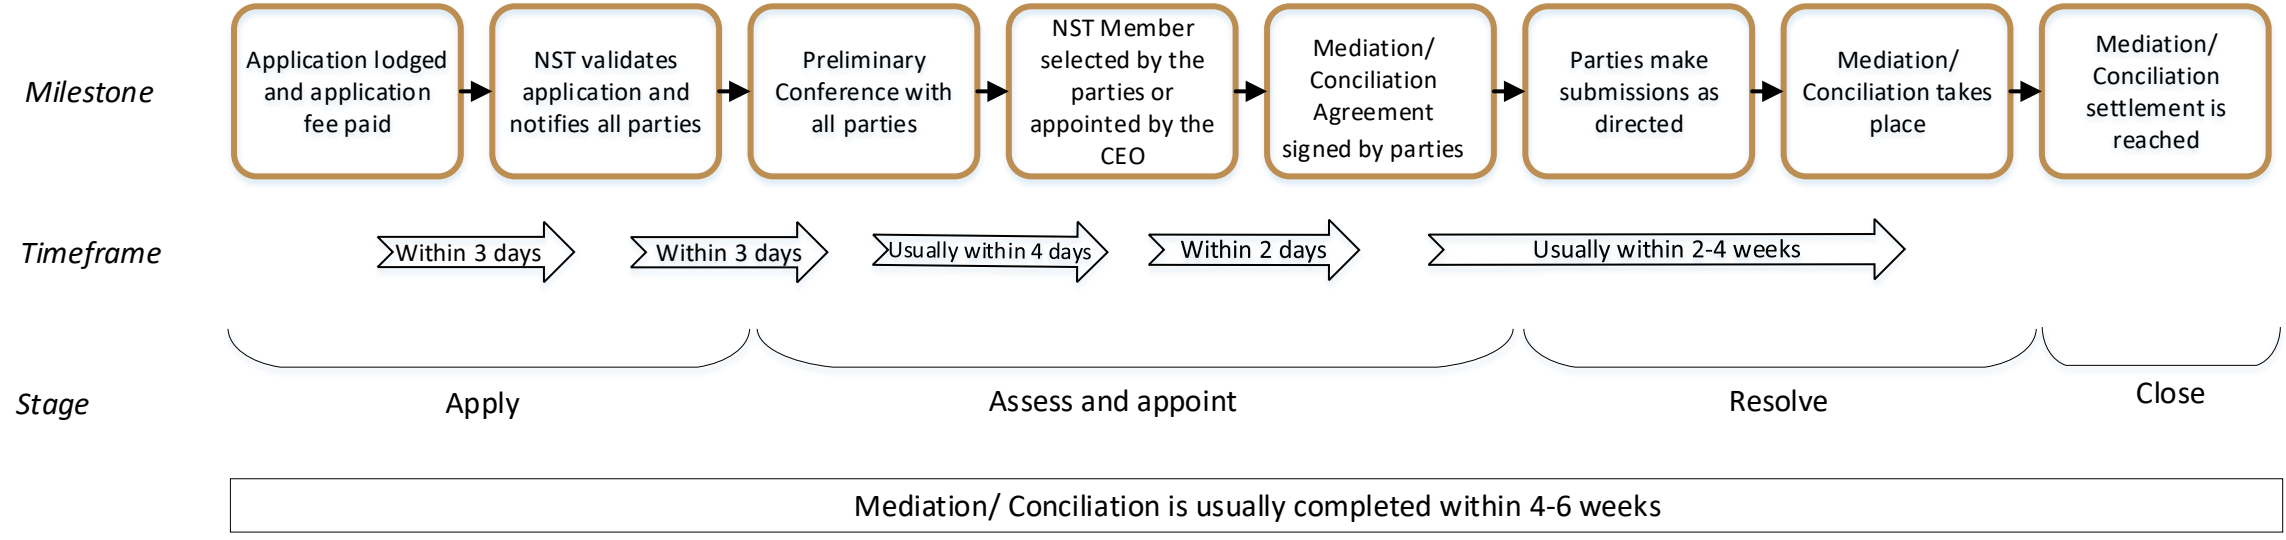 Milestone
Application lodged
and application
fee paid
NST validates
application and
notifies all parties
Preliminary
Conference with
all parties
NST Member
selected by the
parties or
appointed by the
CEO
Mediation/
Conciliation
Agreement
signed by parties
Parties make
submissions as
directed
Mediation/
Conciliation takes
place
Mediation/
Conciliation
settlement is
reached
Timeframe
Within 3 days
Within 3 days
Usually within 4 days
Within 2 days
Usually within 2-4 weeks
Stage
Apply
Assess and appoint
Resolve
Close
Mediation/ Conciliation is usually completed within 4-6 weeks